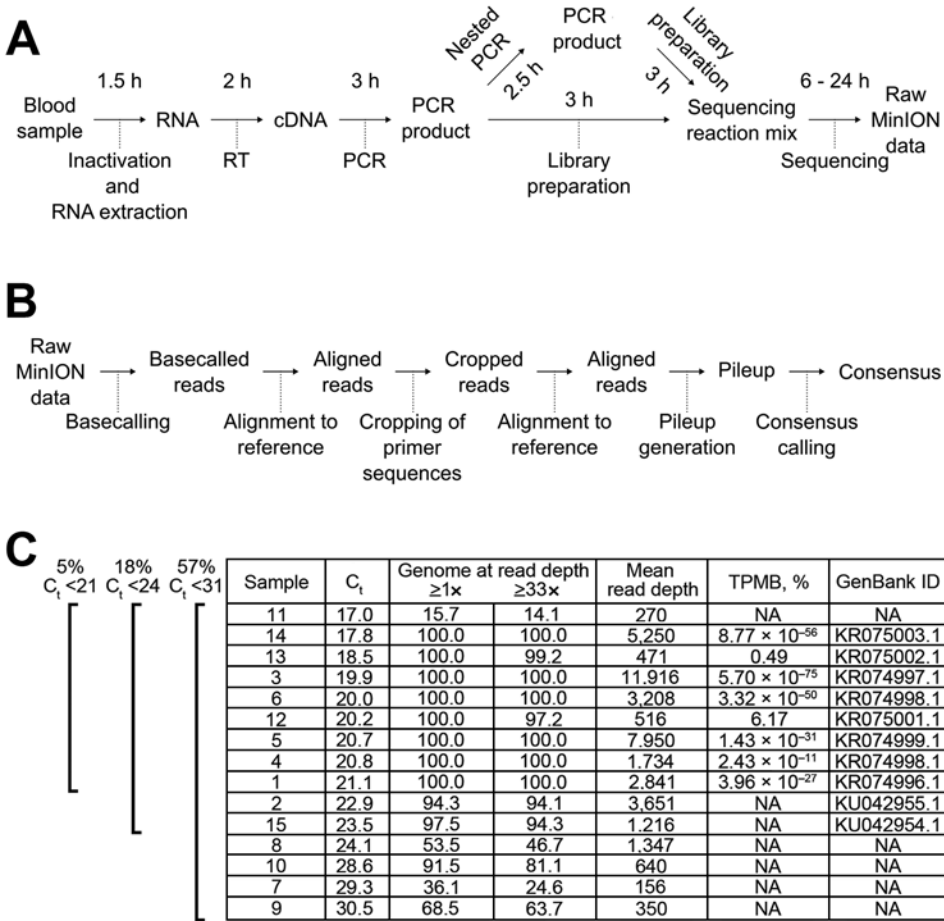 A
Blood
sample
1.5 h
Inactivation
and
RNA extraction
RNA
2 h
RT
cDNA
3 h
PCR
PCR
product
Nested
PCR
2.5 h
PCR
product
Library
preparation
3 h
3 h
Library
preparation
Sequencing
reaction mix
6 - 24 h
Sequencing
Raw
MinION
data
B
Raw
MinION
data
Basecalling
Basecalled
reads
Alignment to
reference
Aligned
reads
Cropping of
primer
sequences
Cropped
reads
Alignment to
reference
Aligned
reads
Pileup
generation
Pileup
Consensus
calling
Consensus
C
5% 18% 57%
Ct <21 Ct <24 Ct <31
Sample Ct Genome at read depth Mean read depth TPMB, % GenBank ID
≥1× ≥33×
11 17.0 15.7 14.1 270 NA NA
14 17.8 100.0 100.0 5,250 8.77 × 10–56 KR075003.1
13 18.5 100.0 99.2 471 0.49 KR075002.1
3 19.9 100.0 100.0 11.916 5.70 × 10–75 KR074997.1
6 20.0 100.0 100.0 3,208 3.32 × 10–50 KR074998.1
12 20.2 100.0 97.2 516 6.17 KR075001.1
5 20.7 100.0 100.0 7.950 1.43 × 10–31 KR074999.1
4 20.8 100.0 100.0 1.734 2.43 × 10–11 KR074998.1
1 21.1 100.0 100.0 2.841 3.96 × 10–27 KR074996.1
2 22.9 94.3 94.1 3,651 NA KU042955.1
15 23.5 97.5 94.3 1.216 NA KU042954.1
8 24.1 53.5 46.7 1.347 NA NA
10 28.6 91.5 81.1 640 NA NA
7 29.3 36.1 24.6 156 NA NA
9 30.5 68.5 63.7 350 NA NA